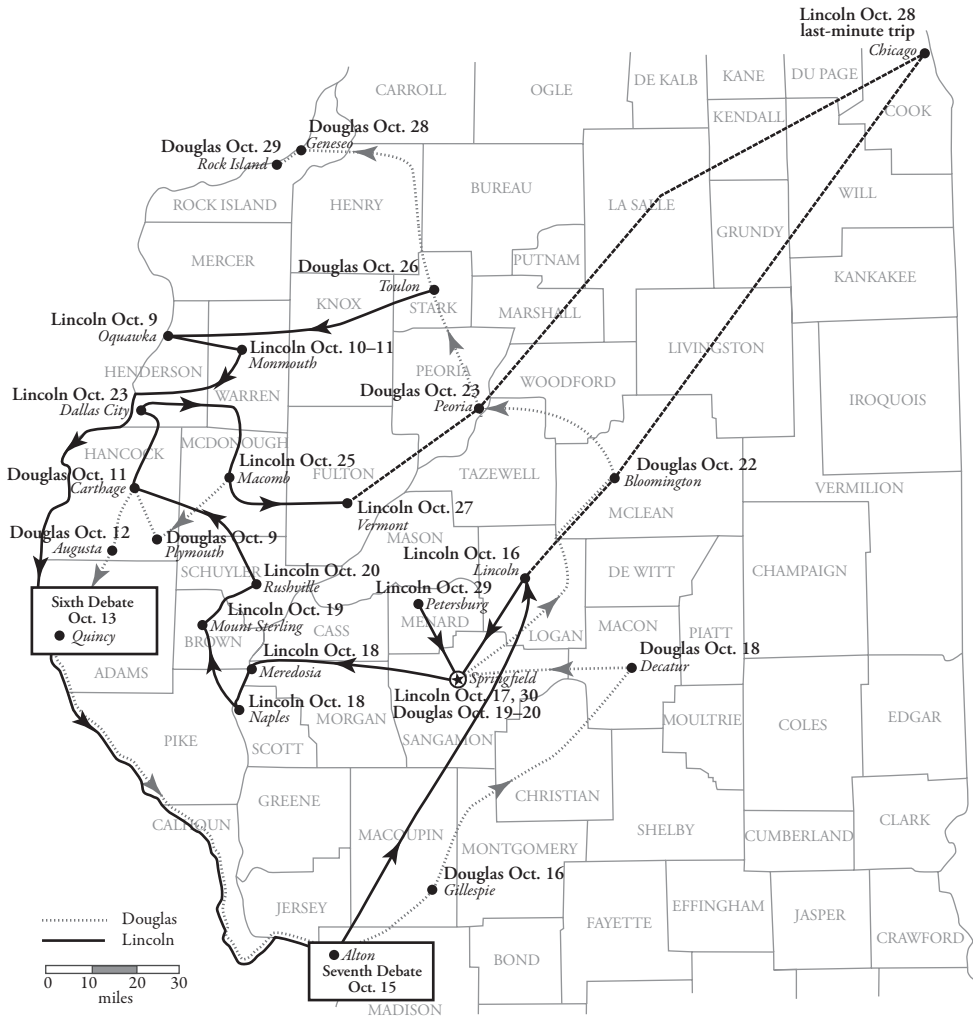 Lincoln Oct. 28
last-minute trip
Chicago
CARROLL
OGLE
DE KALB
KANE
DU PAGE
KENDALL
COOK
Douglas Oct. 28
Geneseo
Douglas Oct. 29
Rock Island
ROCK ISLAND
HENRY
BUREAU
LA SALLE
WILL
GRUNDY
MERCER
PUTNAM
KANKAKEE
Douglas Oct. 26
Toulon
KNOX
STARK
MARSHALL
Lincoln Oct. 9
Oquawka
Lincoln Oct. 10–11
Monmouth
LIVINGSTON
HENDERSON
PEORIA
WOODFORD
Lincoln Oct. 23
Dallas City
WARREN
Douglas Oct. 23
Peoria
IROQUOIS
HANCOCK
MCDONOUGH
Douglas Oct. 11
Carthage
Lincoln Oct. 25
Macomb
FULTON
TAZEWELL
Douglas Oct. 22
Bloomington
VERMILION
Lincoln Oct. 27
Vermont
MCLEAN
MASON
Douglas Oct. 12
Augusta
Douglas Oct. 9
Plymouth
Lincoln Oct. 16
Lincoln
SCHUYLER
Lincoln Oct. 20
Rushville
DE WITT
CHAMPAIGN
Lincoln Oct. 29
Petersburg
MENARD
Sixth Debate
Oct. 13
Quincy
Lincoln Oct. 19
Mount Sterling
BROWN
CASS
LOGAN
MACON
PIATT
Lincoln Oct. 18
Meredosia
Douglas Oct. 18
Decatur
ADAMS
Springfield
Lincoln Oct. 17, 30
Douglas Oct. 19–20
Lincoln Oct. 18
Naples
MORGAN
SANGAMON
MOULTRIE
COLES
EDGAR
PIKE
SCOTT
GREENE
CHRISTIAN
CALHOUN
MACOUPIN
MONTGOMERY
SHELBY
CUMBERLAND
CLARK
Douglas Oct. 16
Gillespie
JERSEY
FAYETTE
EFFINGHAM
JASPER
CRAWFORD
Douglas
Lincoln
Alton
Seventh Debate
Oct. 15
BOND
0 10 20 30
miles
MADISON